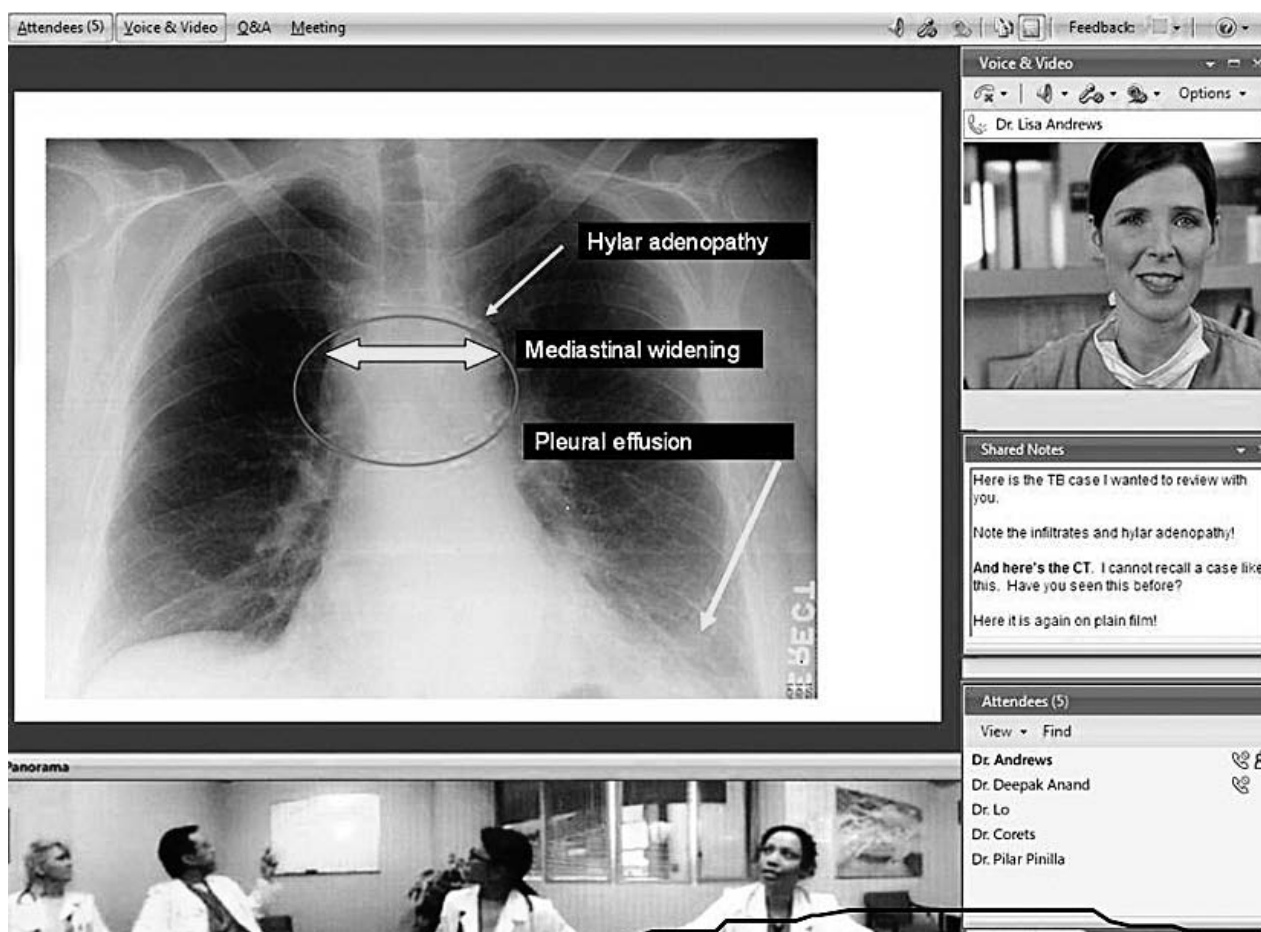 Attendees (5) Voice & Video Q&A Meeting Feedback:
Voice & Video
Options
Dr. Lisa Andrews
Hylar adenopathy
Mediastinal widening
Pleural effusion
ERECT
Shared Notes
Here is the TB case I wanted to review with
you.
Note the infiltrates and hylar adenopathy!
And here's the CT. I cannot recall a case like
this. Have you seen this before?
Here it is again on plain film!
Attendees (5)
View Find
Dr. Andrews
Dr. Deepak Anand
Dr. Lo
Dr. Corets
Dr. Pilar Pinilla
Panorama